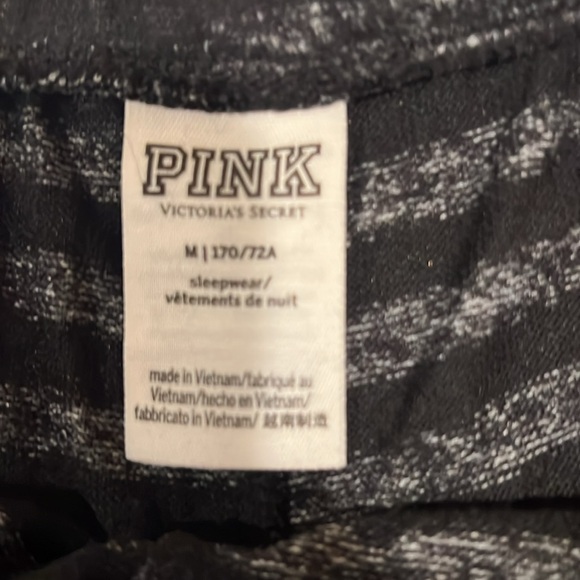 PINK
VICTORIA'S SECRET
M | 170/72A
sleepwear/
vêtements de nuit
made in Vietnam/fabriqué au
Vietnam/hecho en Vietnam/
fabbricato in Vietnam/ 越南制造